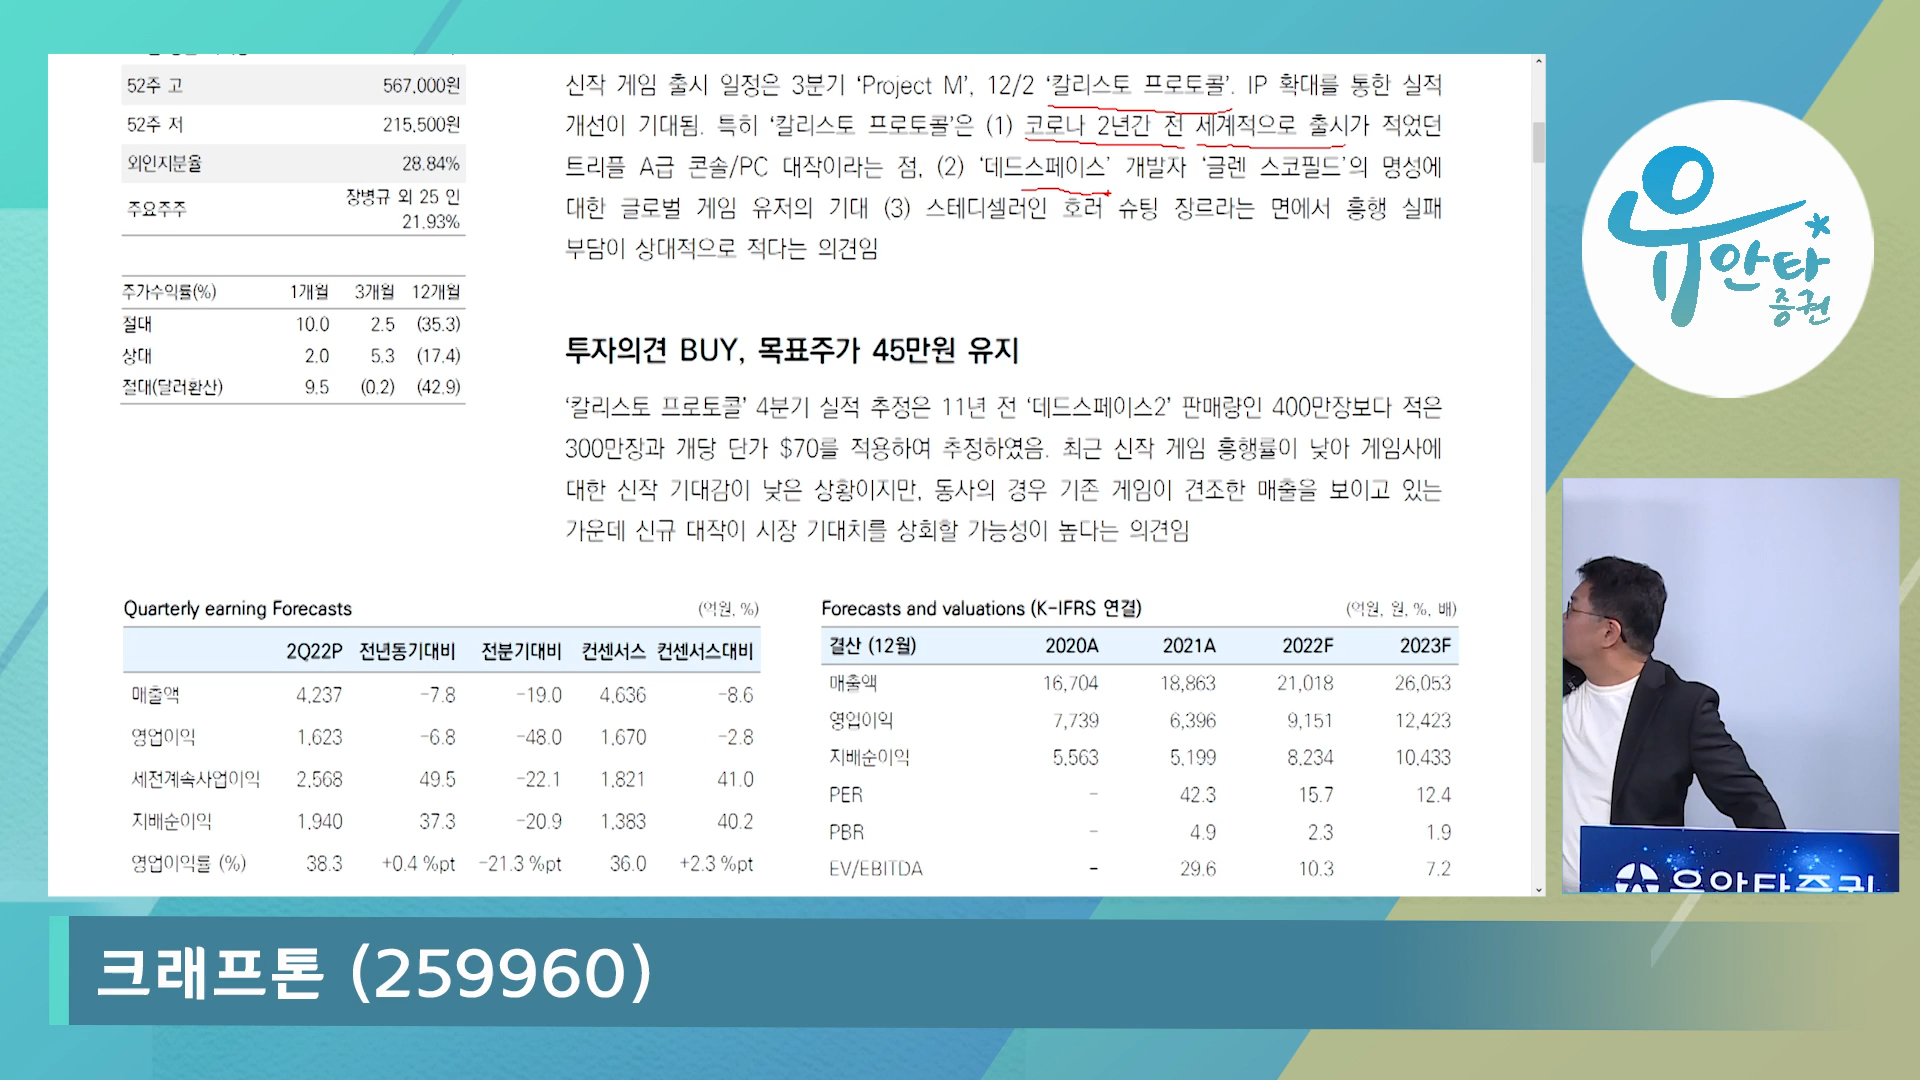 52주 고 567,000원
52주 저 215,500원
외인지분율 28.84%
주요주주 장병규 외 25 인
21.93%
주가수익률(%) 1개월 3개월 12개월
절대 10.0 2.5 (35.3)
상대 2.0 5.3 (17.4)
절대(달러환산) 9.5 (0.2) (42.9)
신작 게임 출시 일정은 3분기 ‘Project M’, 12/2 ‘칼리스토 프로토콜’. IP 확대를 통한 실적
개선이 기대됨. 특히 ‘칼리스토 프로토콜’은 (1) 코로나 2년간 전 세계적으로 출시가 적었던
트리플 A급 콘솔/PC 대작이라는 점, (2) ‘데드스페이스’ 개발자 ‘글렌 스코필드’의 명성에
대한 글로벌 게임 유저의 기대 (3) 스테디셀러인 호러 슈팅 장르라는 면에서 흥행 실패
부담이 상대적으로 적다는 의견임
투자의견 BUY, 목표주가 45만원 유지
‘칼리스토 프로토콜’ 4분기 실적 추정은 11년 전 ‘데드스페이스2’ 판매량인 400만장보다 적은
300만장과 개당 단가 $70를 적용하여 추정하였음. 최근 신작 게임 흥행률이 낮아 게임사에
대한 신작 기대감이 낮은 상황이지만, 동사의 경우 기존 게임이 견조한 매출을 보이고 있는
가운데 신규 대작이 시장 기대치를 상회할 가능성이 높다는 의견임
Quarterly earning Forecasts (억원, %)
2Q22P 전년동기대비 전분기대비 컨센서스 컨센서스대비
매출액 4,237 -7.8 -19.0 4,636 -8.6
영업이익 1,623 -6.8 -48.0 1,670 -2.8
세전계속사업이익 2,568 49.5 -22.1 1,821 41.0
지배순이익 1,940 37.3 -20.9 1,383 40.2
영업이익률 (%) 38.3 +0.4 %pt -21.3 %pt 36.0 +2.3 %pt
Forecasts and valuations (K-IFRS 연결) (억원, 원, %, 배)
결산 (12월) 2020A 2021A 2022F 2023F
매출액 16,704 18,863 21,018 26,053
영업이익 7,739 6,396 9,151 12,423
지배순이익 5,563 5,199 8,234 10,433
PER - 42.3 15.7 12.4
PBR - 4.9 2.3 1.9
EV/EBITDA - 29.6 10.3 7.2
유안타
증권
유안타증권
크래프톤 (259960)